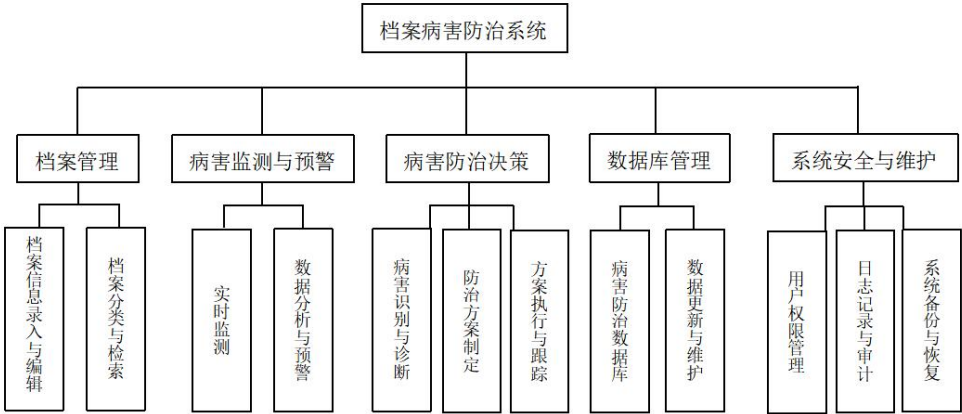 档案病害防治系统
档案管理
病害监测与预警
病害防治决策
数据库管理
系统安全与维护
档案信息录入与编辑
档案分类与检索
实时监测
数据分析与预警
病害识别与诊断
防治方案制定
方案执行与跟踪
病害防治数据库
数据更新与维护
用户权限管理
日志记录与审计
系统备份与恢复